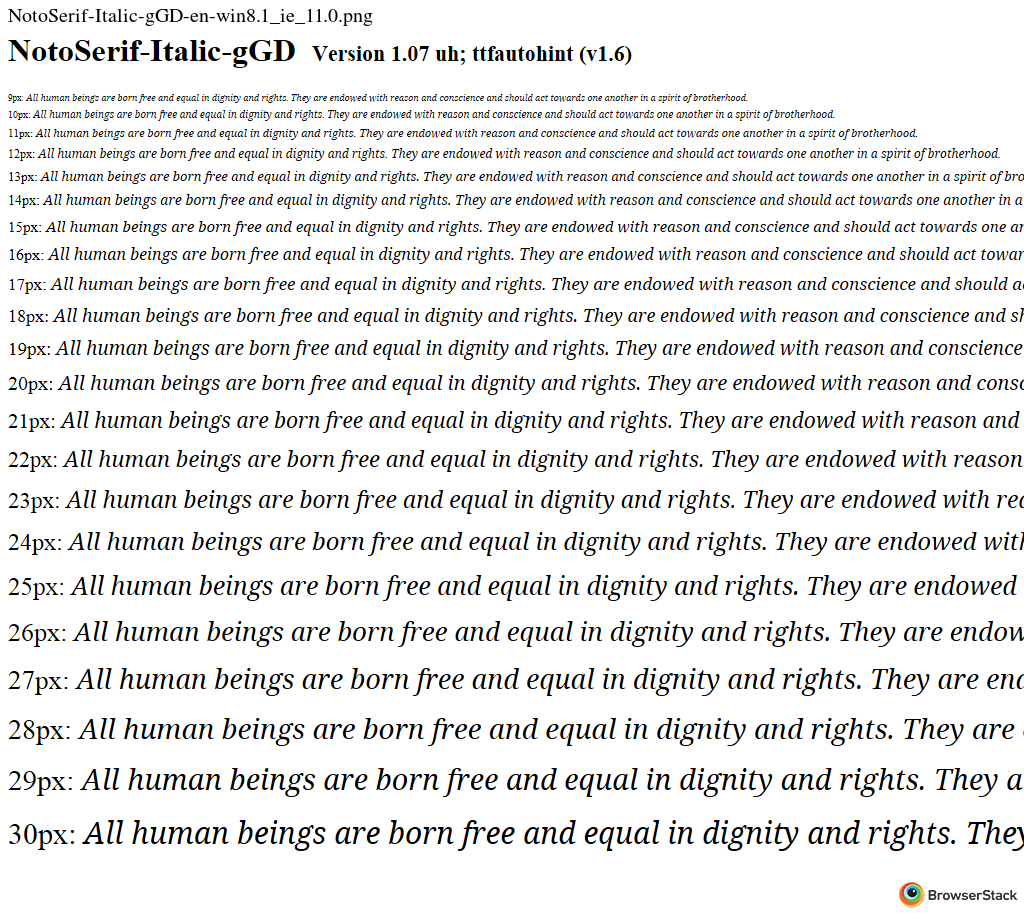 NotoSerif-Italic-gGD-en-win8.1_ie_11.0.png
NotoSerif-Italic-gGD Version 1.07 uh; ttfautohint (v1.6)
9px: All human beings are born free and equal in dignity and rights. They are endowed with reason and conscience and should act towards one another in a spirit of brotherhood.
10px: All human beings are born free and equal in dignity and rights. They are endowed with reason and conscience and should act towards one another in a spirit of brotherhood.
11px: All human beings are born free and equal in dignity and rights. They are endowed with reason and conscience and should act towards one another in a spirit of brotherhood.
12px: All human beings are born free and equal in dignity and rights. They are endowed with reason and conscience and should act towards one another in a spirit of brotherhood.
13px: All human beings are born free and equal in dignity and rights. They are endowed with reason and conscience and should act towards one another in a spirit of bro
14px: All human beings are born free and equal in dignity and rights. They are endowed with reason and conscience and should act towards one another in a
15px: All human beings are born free and equal in dignity and rights. They are endowed with reason and conscience and should act towards one an
16px: All human beings are born free and equal in dignity and rights. They are endowed with reason and conscience and should act towar
17px: All human beings are born free and equal in dignity and rights. They are endowed with reason and conscience and should a
18px: All human beings are born free and equal in dignity and rights. They are endowed with reason and conscience and sh
19px: All human beings are born free and equal in dignity and rights. They are endowed with reason and conscience
20px: All human beings are born free and equal in dignity and rights. They are endowed with reason and consc
21px: All human beings are born free and equal in dignity and rights. They are endowed with reason and
22px: All human beings are born free and equal in dignity and rights. They are endowed with reason
23px: All human beings are born free and equal in dignity and rights. They are endowed with rea
24px: All human beings are born free and equal in dignity and rights. They are endowed with
25px: All human beings are born free and equal in dignity and rights. They are endowed
26px: All human beings are born free and equal in dignity and rights. They are endow
27px: All human beings are born free and equal in dignity and rights. They are end
28px: All human beings are born free and equal in dignity and rights. They are
29px: All human beings are born free and equal in dignity and rights. They a
30px: All human beings are born free and equal in dignity and rights. They
BrowserStack